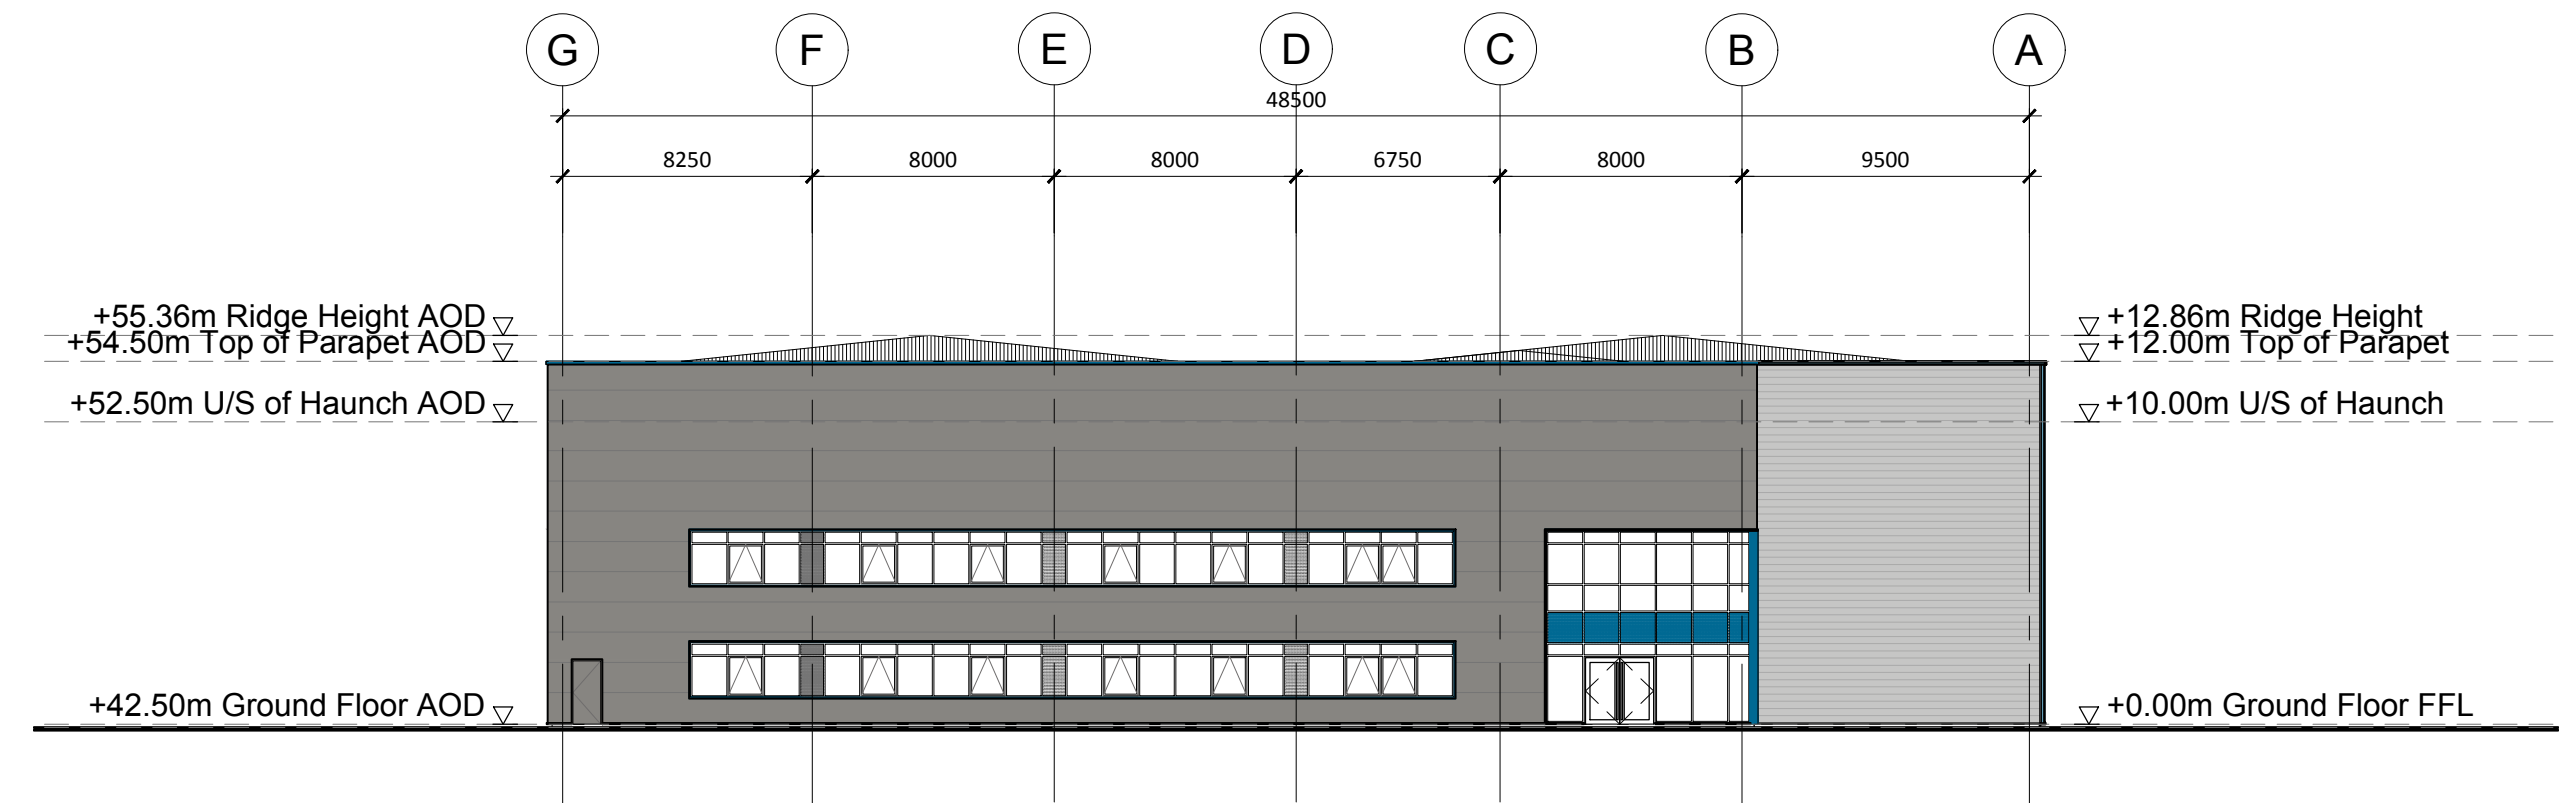 G F E D C B A
48500
8250 8000 8000 6750 8000 9500
+55.36m Ridge Height AOD
+12.86m Ridge Height
+54.50m Top of Parapet AOD
+12.00m Top of Parapet
+52.50m U/S of Haunch AOD
+10.00m U/S of Haunch
+42.50m Ground Floor AOD
+0.00m Ground Floor FFL